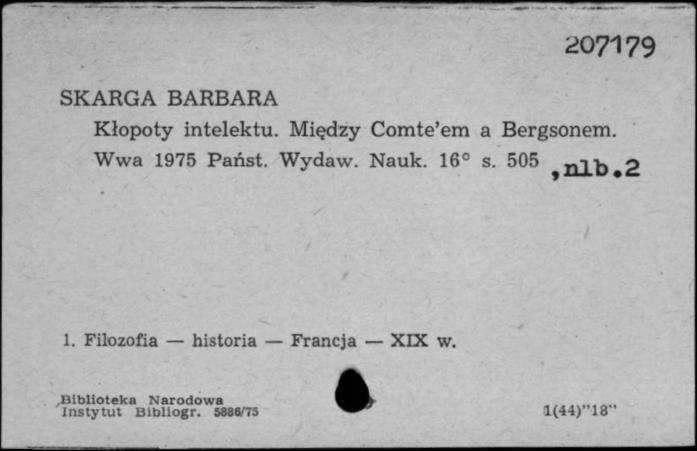 207179
SKARGA BARBARA
Kłopoty intelektu. Między Comte'em a Bergsonem.
Wwa 1975 Państ. Wydaw. Nauk. 16° s. 505 ,nlb.2
1. Filozofia — historia — Francja — XIX w.
Biblioteka Narodowa
Instytut Bibliogr. 5886/75
1(44)"18"